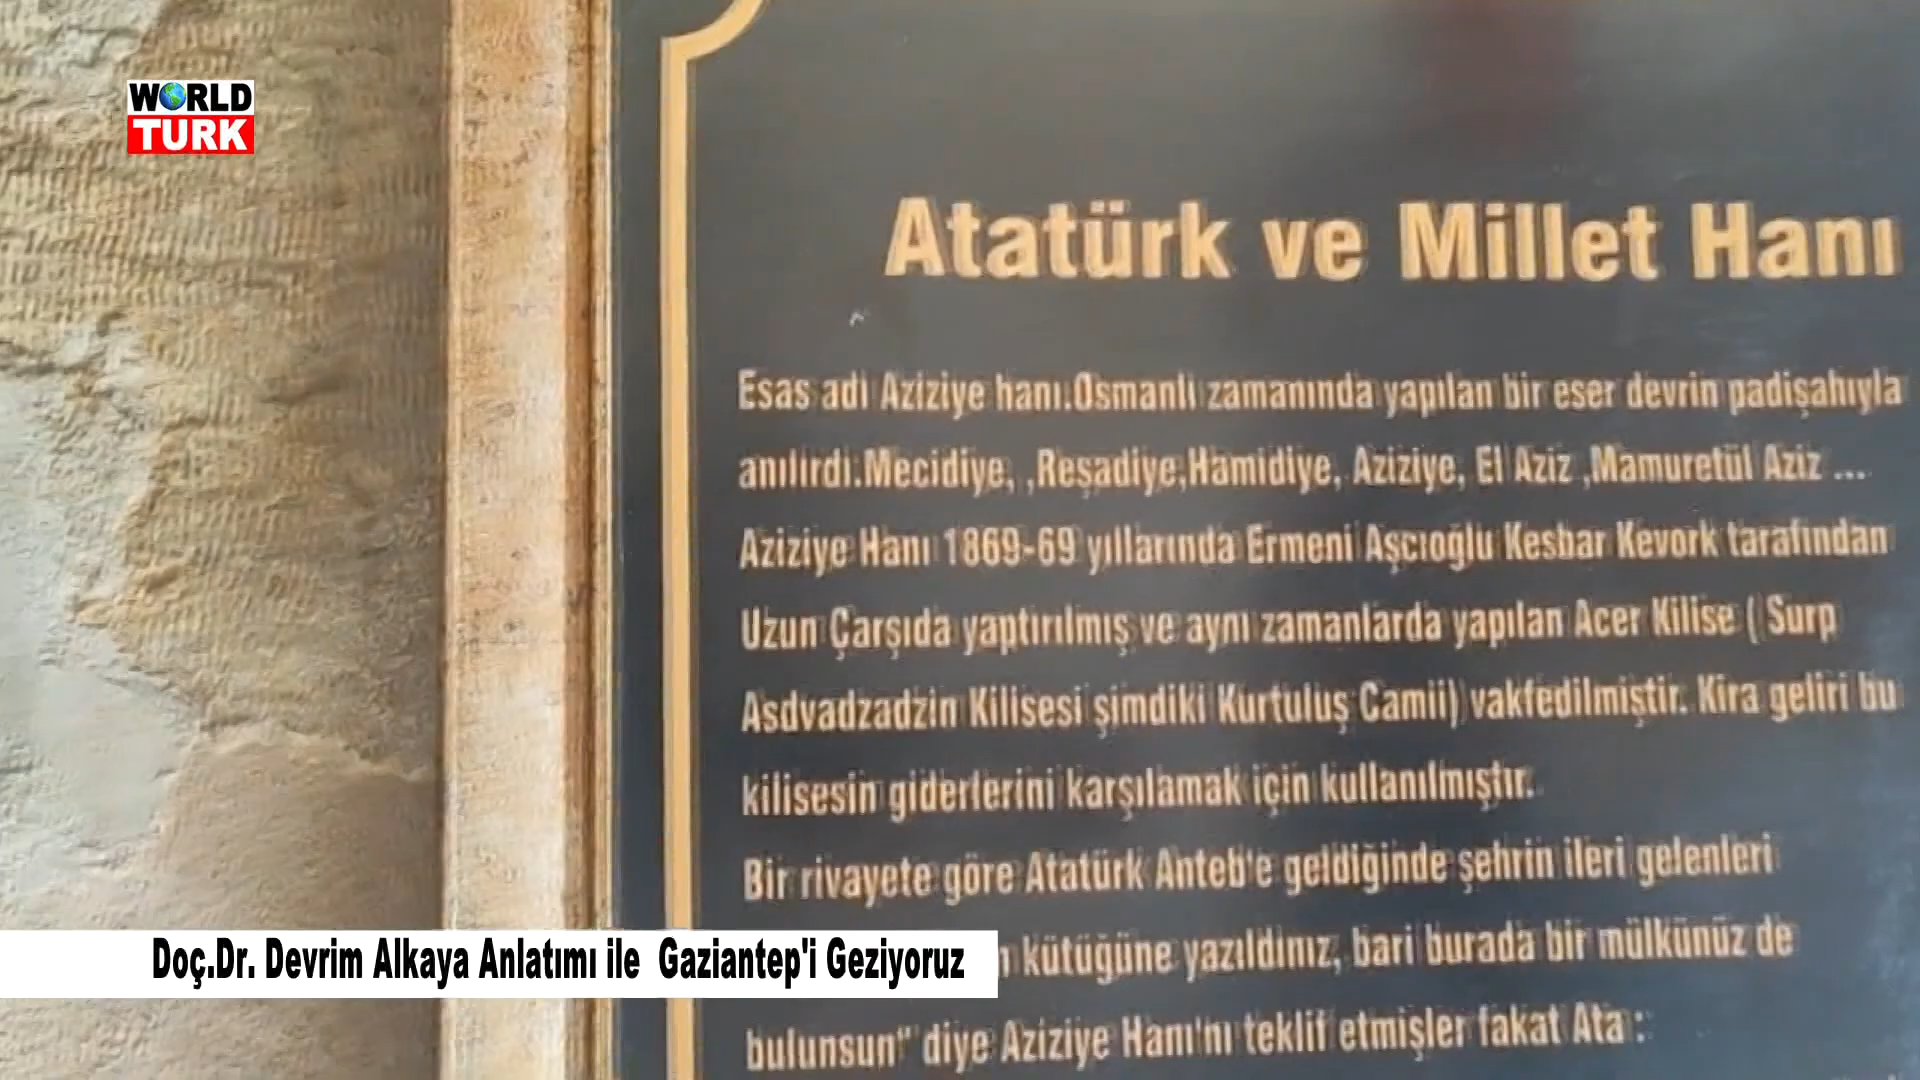 WORLD
TURK
Atatürk ve Millet Hanı
Esas adı Aziziye hanı.Osmanlı zamanında yapılan bir eser devrin padişahıyla
anılırdı.Mecidiye, ,Reşadiye,Hamidiye, Aziziye, El Aziz ,Mamuretül Aziz ...
Aziziye Hanı 1869-69 yıllarında Ermeni Aşcıoğlu Kesbar Kevork tarafından
Uzun Çarşıda yaptırılmış ve aynı zamanlarda yapılan Acer Kilise ( Surp
Asdvadzadzin Kilisesi şimdiki Kurtuluş Camii) vakfedilmiştir. Kira geliri bu
kilisesin giderlerini karşılamak için kullanılmıştır.
Bir rivayete göre Atatürk Anteb'e geldiğinde şehrin ileri gelenleri
kütüğüne yazıldınız, bari burada bir mülkünüz de
bulunsun" diye Aziziye Hanı'nı teklif etmişler fakat Ata :
Doç.Dr. Devrim Alkaya Anlatımı ile Gaziantep'i Geziyoruz